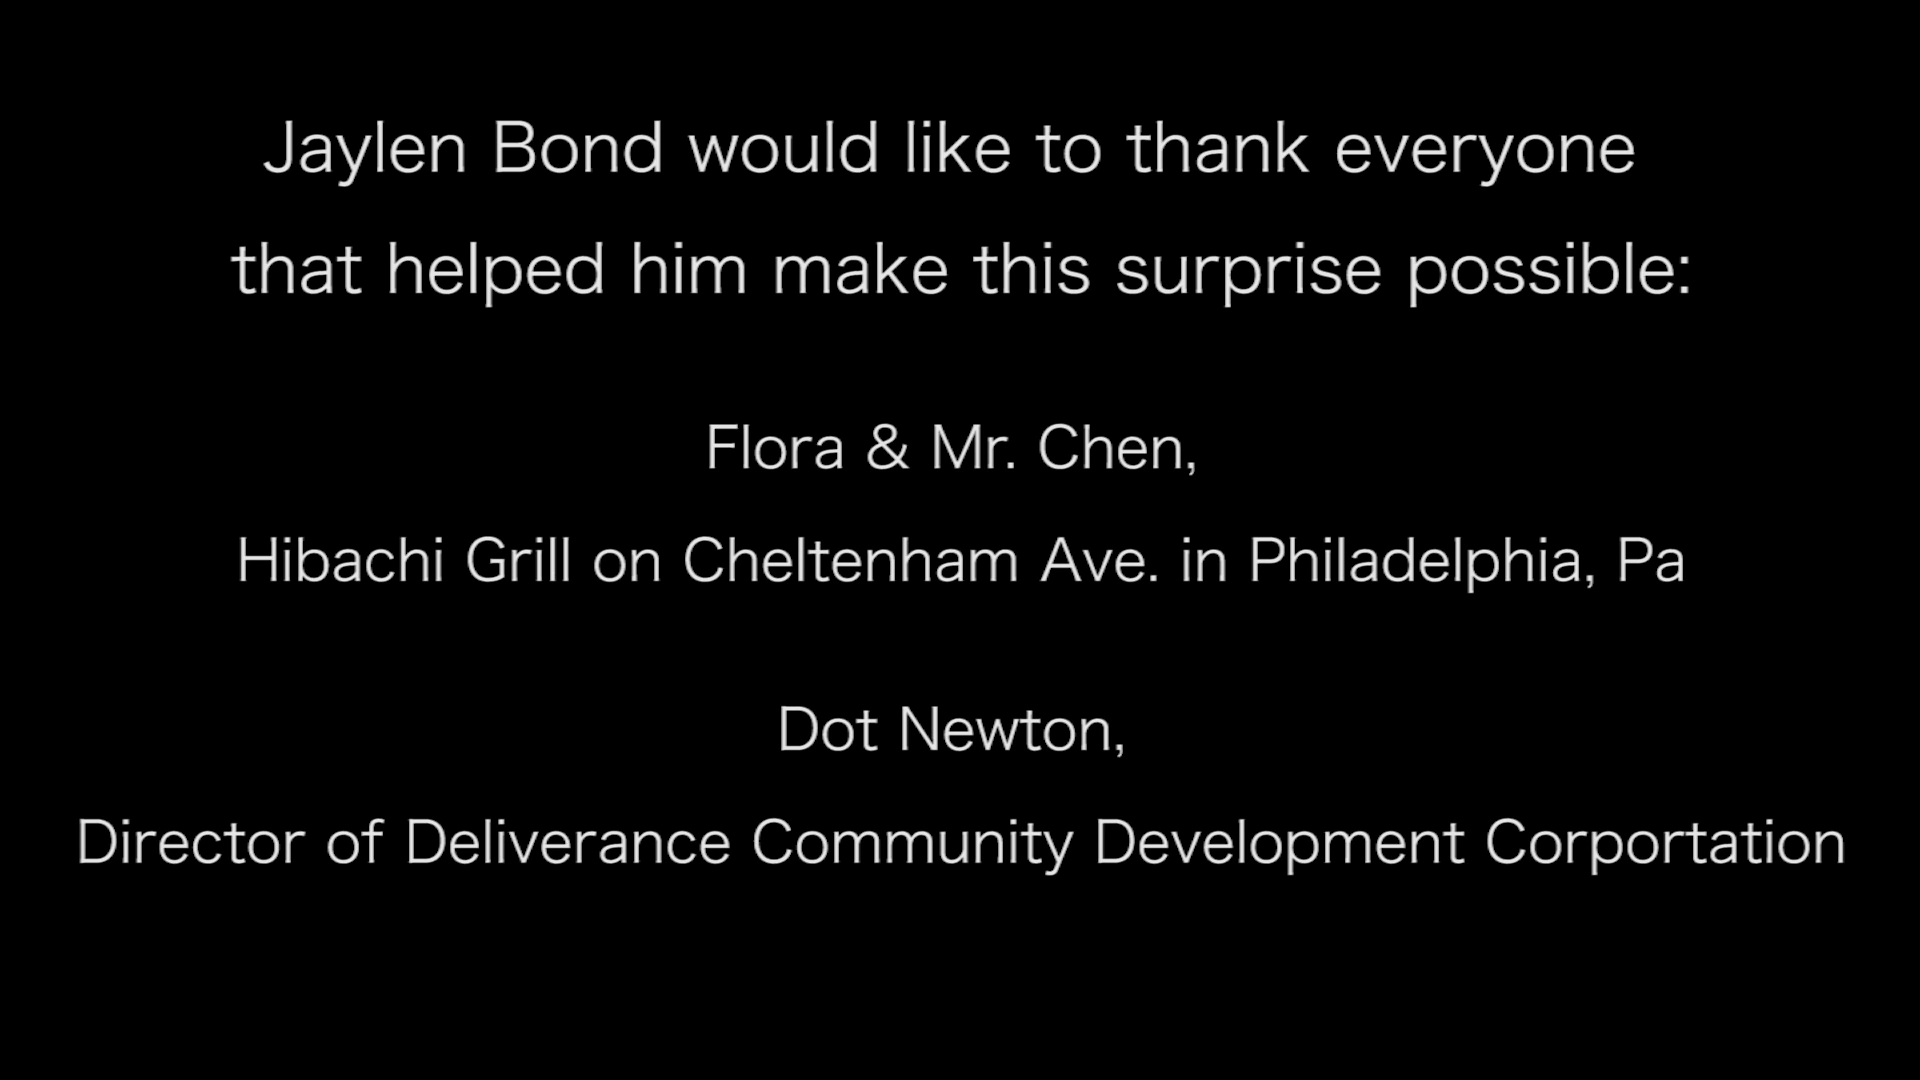 Jaylen Bond would like to thank everyone
that helped him make this surprise possible:
Flora & Mr. Chen,
Hibachi Grill on Cheltenham Ave. in Philadelphia, Pa
Dot Newton,
Director of Deliverance Community Development Corportation